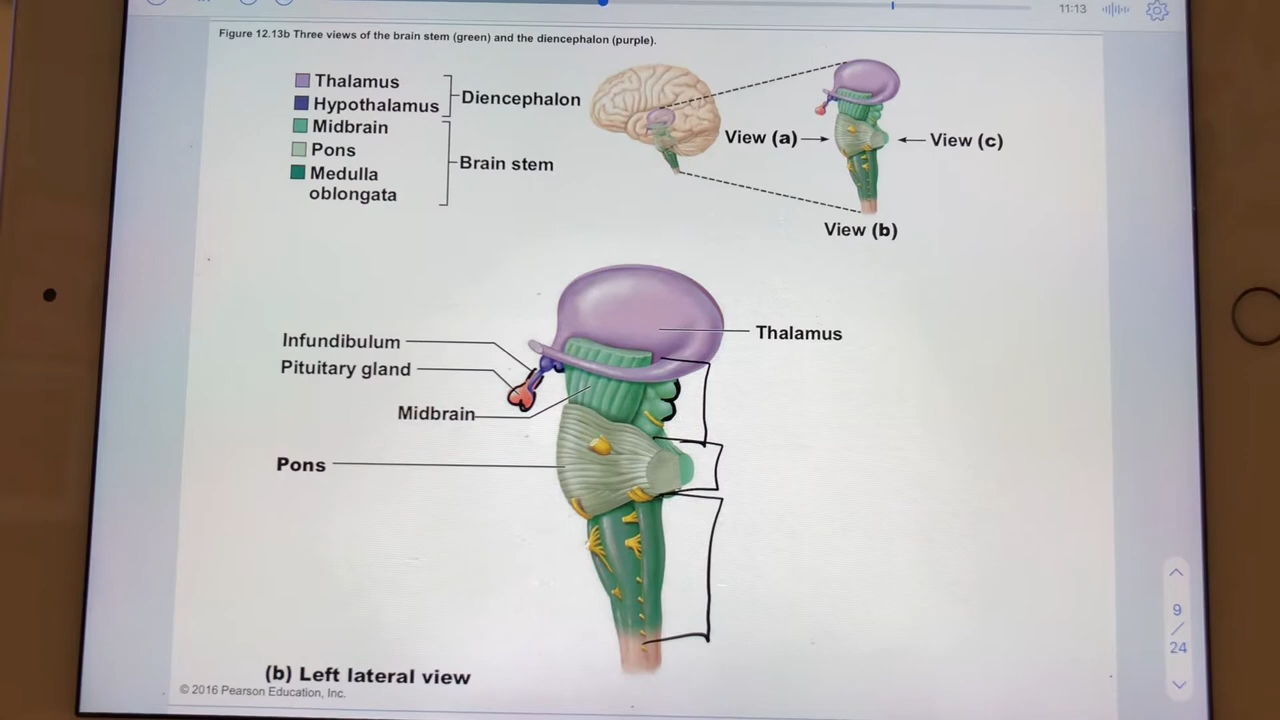 11:13
Figure 12.13b Three views of the brain stem (green) and the diencephalon (purple).
Thalamus
Hypothalamus
Diencephalon
Midbrain
Pons
Medulla
oblongata
Brain stem
View (a)
View (c)
View (b)
Infundibulum
Pituitary gland
Midbrain
Pons
Thalamus
(b) Left lateral view
© 2016 Pearson Education, Inc.
9
/
24